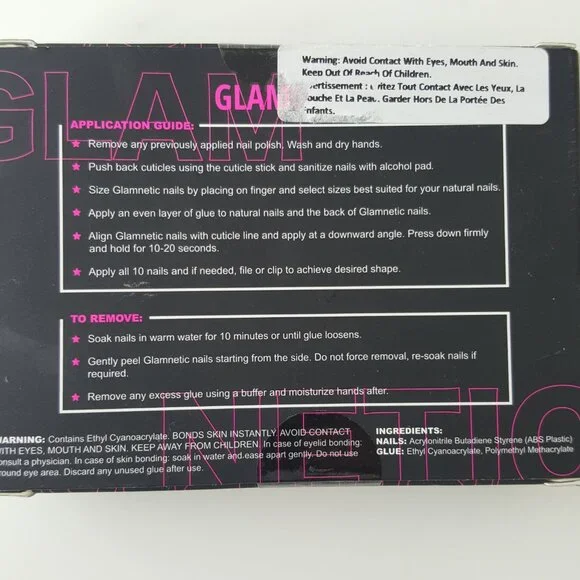 Warning: Avoid Contact With Eyes, Mouth And Skin.
Keep Out Of Reach Of Children.
Tout Contact Avec Les Yeux, La
Et La Peau. Garder Hors De La Portée Des
GLAM
GLAM
APPLICATION GUIDE:
★ Remove any previously applied nail polish. Wash and dry hands.
★ Push back cuticles using the cuticle stick and sanitize nails with alcohol pad.
★ Size Glamnetic nails by placing on finger and select sizes best suited for your natural nails.
★ Apply an even layer of glue to natural nails and the back of Glamnetic nails.
★ Align Glamnetic nails with cuticle line and apply at a downward angle. Press down firmly
and hold for 10-20 seconds.
★ Apply all 10 nails and if needed, file or clip to achieve desired shape.
TO REMOVE:
★ Soak nails in warm water for 10 minutes or until glue loosens.
★ Gently peel Glamnetic nails starting from the side. Do not force removal, re-soak nails if
required.
★ Remove any excess glue using a buffer and moisturize hands after.
NETIC
WARNING: Contains Ethyl Cyanoacrylate. BONDS SKIN INSTANTLY. AVOID CONTACT
WITH EYES, MOUTH AND SKIN. KEEP AWAY FROM CHILDREN. In case of eyelid bonding:
consult a physician. In case of skin bonding: soak in water and ease apart gently. Do not use
around eye area. Discard any unused glue after use.
INGREDIENTS:
NAILS: Acrylonitrile Butadiene Styrene (ABS Plastic)
GLUE: Ethyl Cyanoacrylate, Polymethyl Methacrylate